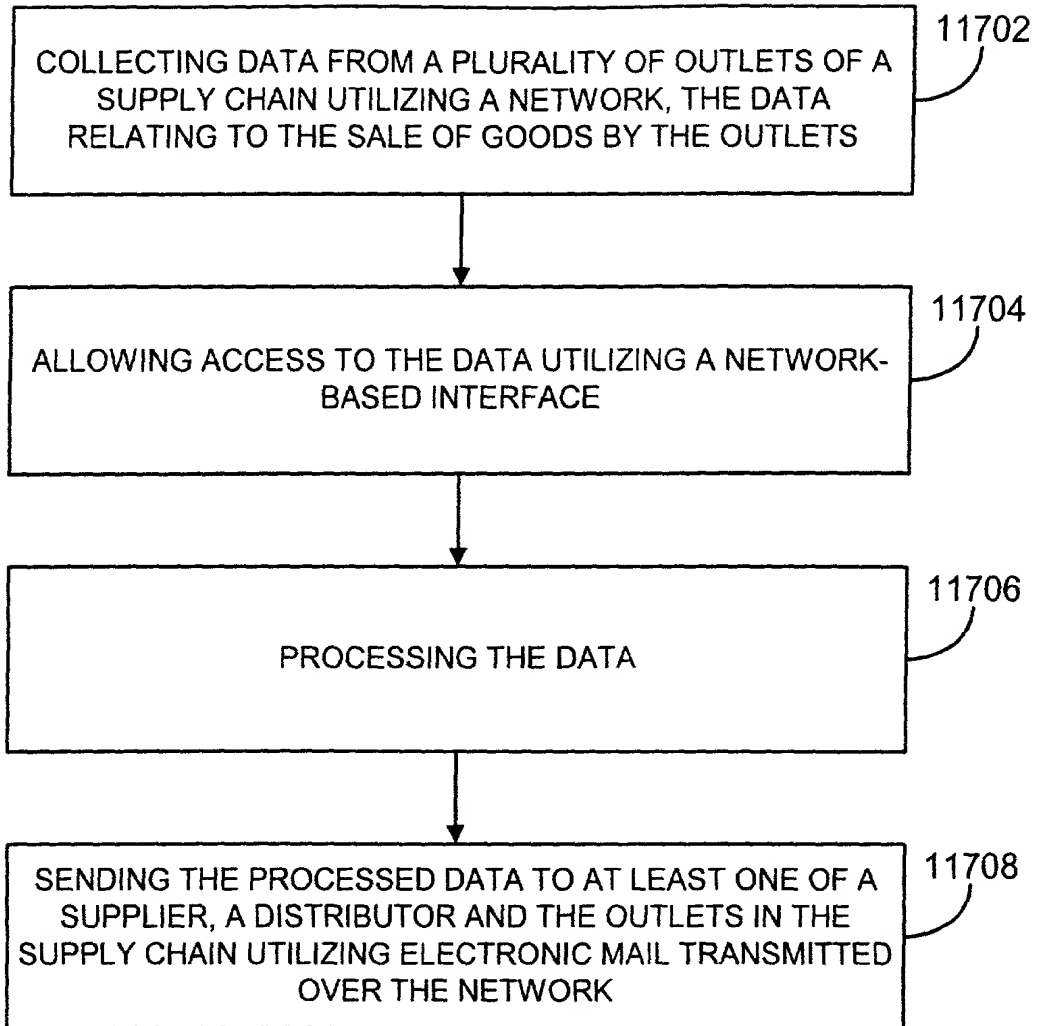 11702
COLLECTING DATA FROM A PLURALITY OF OUTLETS OF A
SUPPLY CHAIN UTILIZING A NETWORK, THE DATA
RELATING TO THE SALE OF GOODS BY THE OUTLETS
11704
ALLOWING ACCESS TO THE DATA UTILIZING A NETWORK-
BASED INTERFACE
11706
PROCESSING THE DATA
11708
SENDING THE PROCESSED DATA TO AT LEAST ONE OF A
SUPPLIER, A DISTRIBUTOR AND THE OUTLETS IN THE
SUPPLY CHAIN UTILIZING ELECTRONIC MAIL TRANSMITTED
OVER THE NETWORK